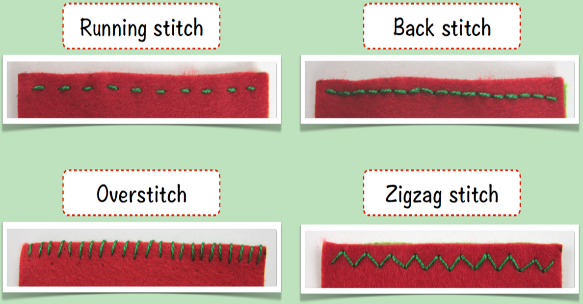 Running stitch
Back stitch
Overstitch
Zigzag stitch